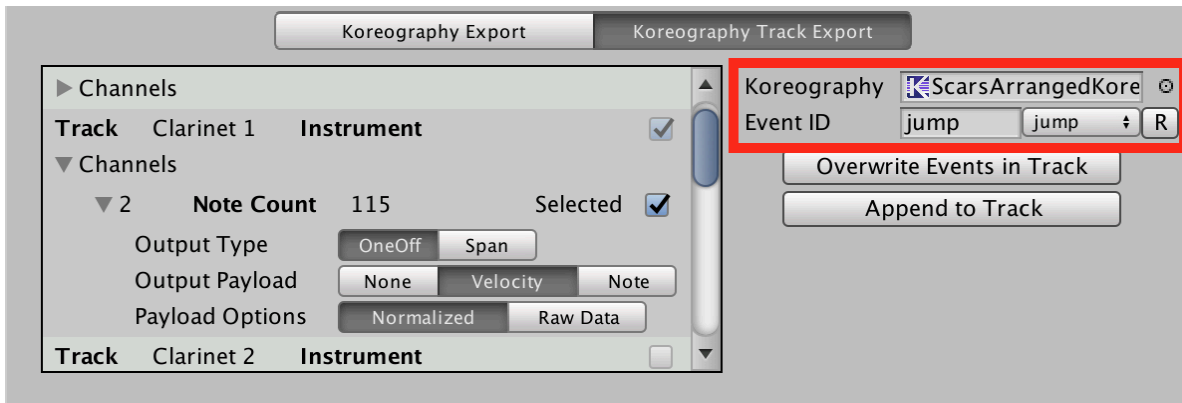 Koreography Export Koreography Track Export
Channels
Track Clarinet 1 Instrument
Channels
2 Note Count 115 Selected
Output Type OneOff Span
Output Payload None Velocity Note
Payload Options Normalized Raw Data
Track Clarinet 2 Instrument
Koreography ScarsArrangedKore
Event ID jump jump R
Overwrite Events in Track
Append to Track